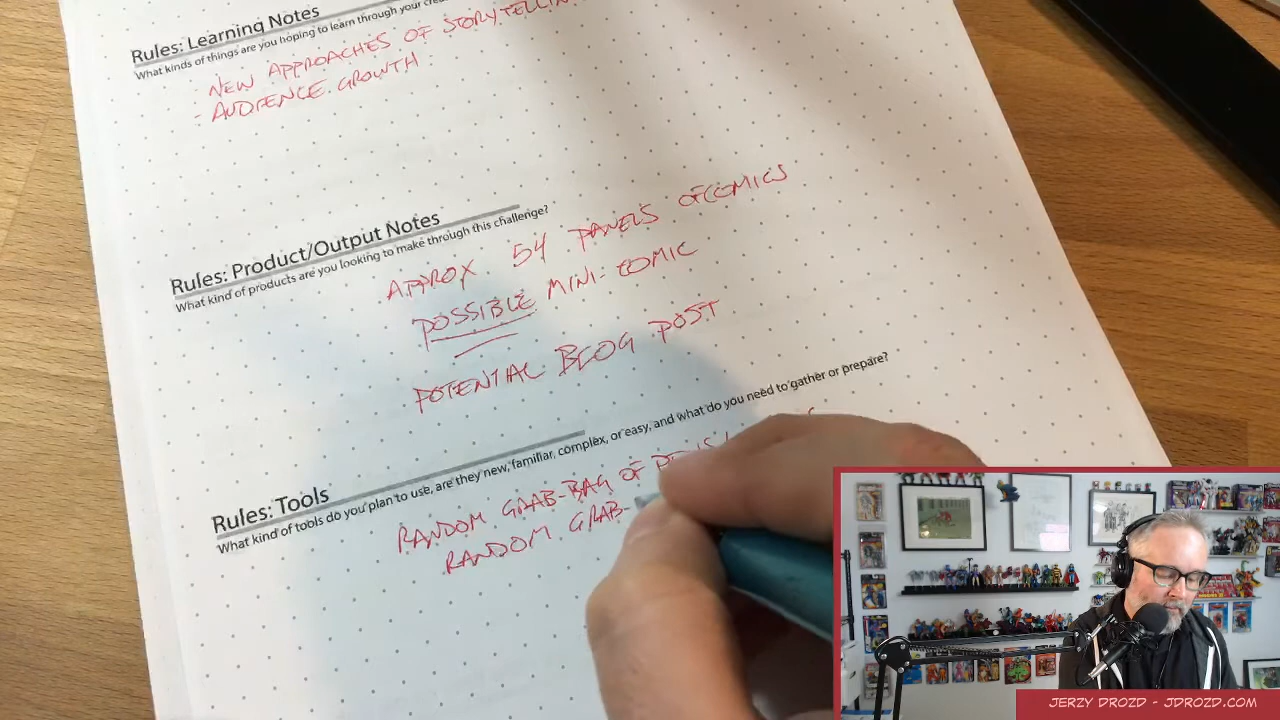 Rules: Learning Notes
What kinds of things are you hoping to learn through your
- NEW APPROACHES OF STORYTELLIN
- AUDIENCE GROWTH
Rules: Product/Output Notes
What kind of products are you looking to make through this challenge?
APPROX 54 PANELS OF COMICS
POSSIBLE MINI-COMIC
POTENTIAL BLOG POST
Rules: Tools
What kind of tools do you plan to use, are they new, familiar, complex, or easy, and what do you need to gather or prepare?
RANDOM GRAB-BAG OF
RANDOM GRAB-
JERZY DROZD - JDROZD.COM